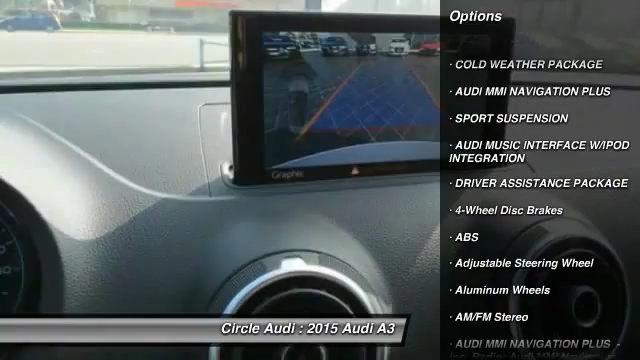 Options
· COLD WEATHER PACKAGE
· AUDI MMI NAVIGATION PLUS
· SPORT SUSPENSION
· AUDI MUSIC INTERFACE W/IPOD
INTEGRATION
· DRIVER ASSISTANCE PACKAGE
· 4-Wheel Disc Brakes
· ABS
· Adjustable Steering Wheel
· Aluminum Wheels
· AM/FM Stereo
· AUDI MMI NAVIGATION PLUS -
Graphic
Circle Audi : 2015 Audi A3